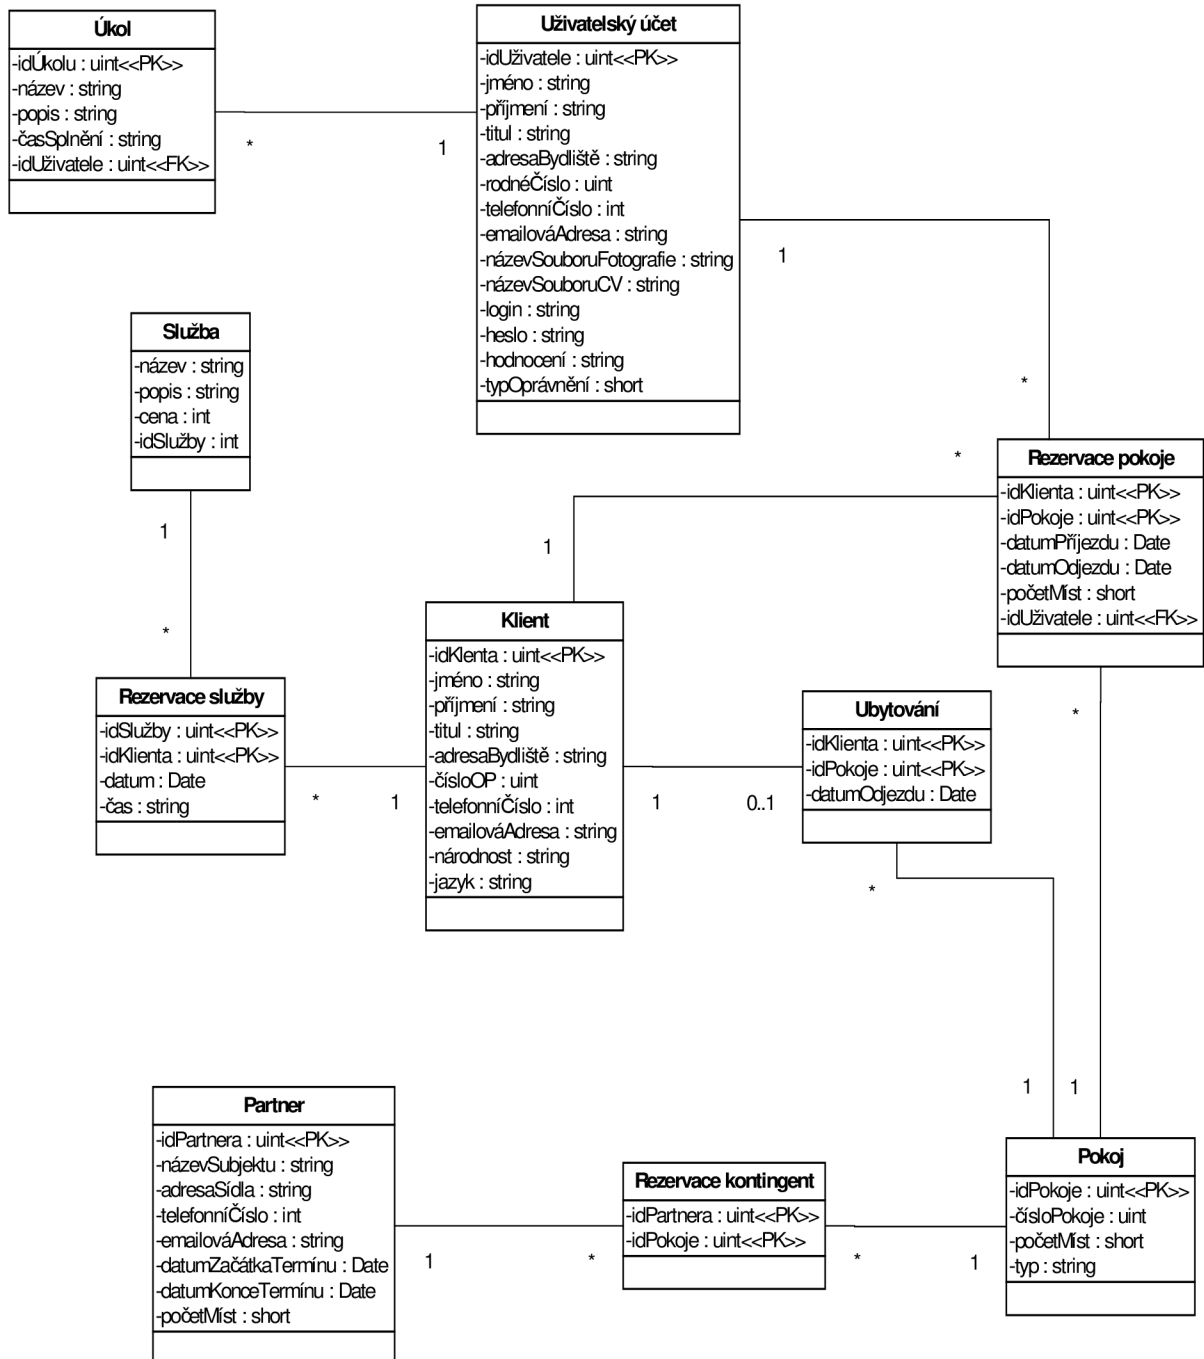 Úkol
-idÚkolu : uint<<PK>>
-název : string
-popis : string
-časSplnění : string
-idUživatele : uint<<FK>>
*
1
Uživatelský účet
-idUživatele : uint<<PK>>
-jméno : string
-příjmení : string
-titul : string
-adresaBydliště : string
-rodnéČíslo : uint
-telefonníČíslo : int
-emailováAdresa : string
-názevSouboruFotografie : string
-názevSouboruCV : string
-login : string
-heslo : string
-hodnocení : string
-typOprávnění : short
1
*
Služba
-název : string
-popis : string
-cena : int
-idSlužby : int
1
*
Rezervace pokoje
-idKlienta : uint<<PK>>
-idPokoje : uint<<PK>>
-datumPříjezdu : Date
-datumOdjezdu : Date
-početMíst : short
-idUživatele : uint<<FK>>
*
1
Klient
-idKlenta : uint<<PK>>
-jméno : string
-příjmení : string
-titul : string
-adresaBydliště : string
-čísloOP : uint
-telefonníČíslo : int
-emailováAdresa : string
-národnost : string
-jazyk : string
Rezervace služby
-idSlužby : uint<<PK>>
-idKlienta : uint<<PK>>
-datum : Date
-čas : string
*
1
1
0..1
Ubytování
-idKlienta : uint<<PK>>
-idPokoje : uint<<PK>>
-datumOdjezdu : Date
*
*
1
1
Partner
-idPartnera : uint<<PK>>
-názevSubjektu : string
-adresaSídla : string
-telefonníČíslo : int
-emailováAdresa : string
-datumZačátkaTermínu : Date
-datumKonceTermínu : Date
-početMíst : short
1
*
Rezervace kontingent
-idPartnera : uint<<PK>>
-idPokoje : uint<<PK>>
*
1
Pokoj
-idPokoje : uint<<PK>>
-čísloPokoje : uint
-početMíst : short
-typ : string